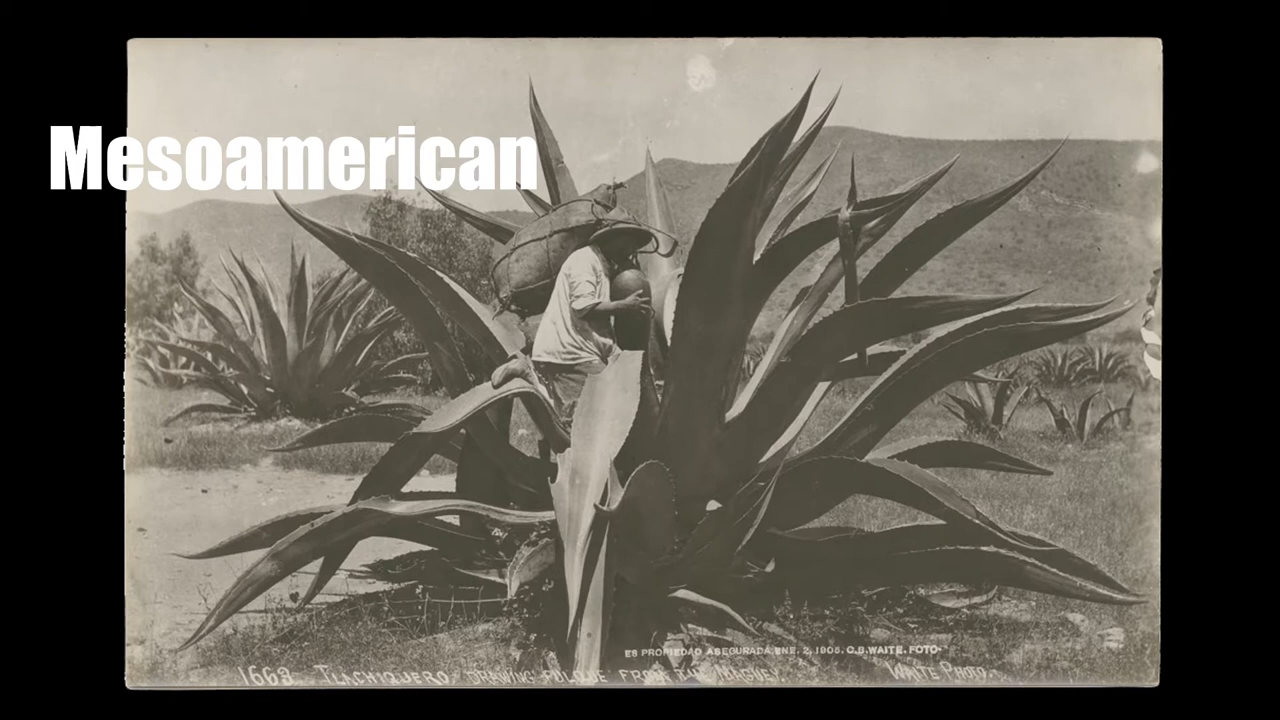 Mesoamerican
ES PROPIEDAD ASEGURADA, ENE. 2, 1905. C.B. WAITE, FOTO-
1663 TLACHIQUERO, DRAWING PULQUE FROM THE MAGUEY. WAITE PHOTO.